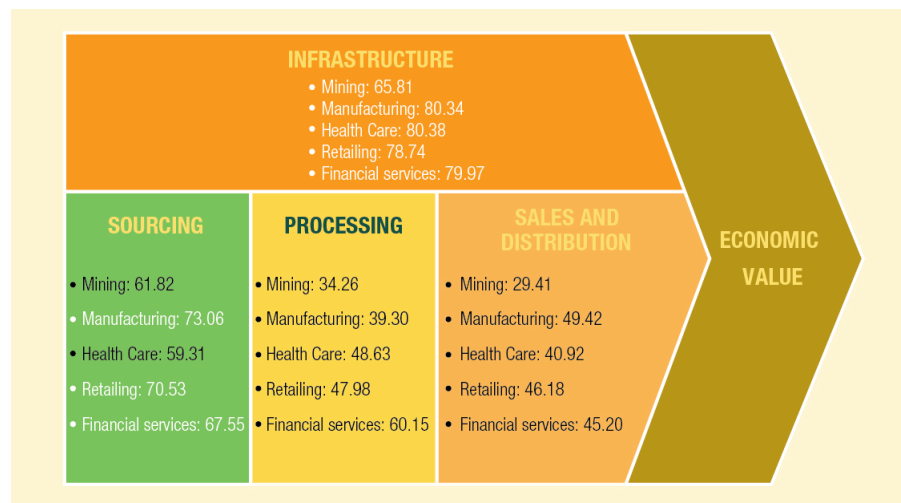 INFRASTRUCTURE
• Mining: 65.81
• Manufacturing: 80.34
• Health Care: 80.38
• Retailing: 78.74
• Financial services: 79.97
SOURCING
• Mining: 61.82
• Manufacturing: 73.06
• Health Care: 59.31
• Retailing: 70.53
• Financial services: 67.55
PROCESSING
• Mining: 34.26
• Manufacturing: 39.30
• Health Care: 48.63
• Retailing: 47.98
• Financial services: 60.15
SALES AND
DISTRIBUTION
• Mining: 29.41
• Manufacturing: 49.42
• Health Care: 40.92
• Retailing: 46.18
• Financial services: 45.20
ECONOMIC
VALUE